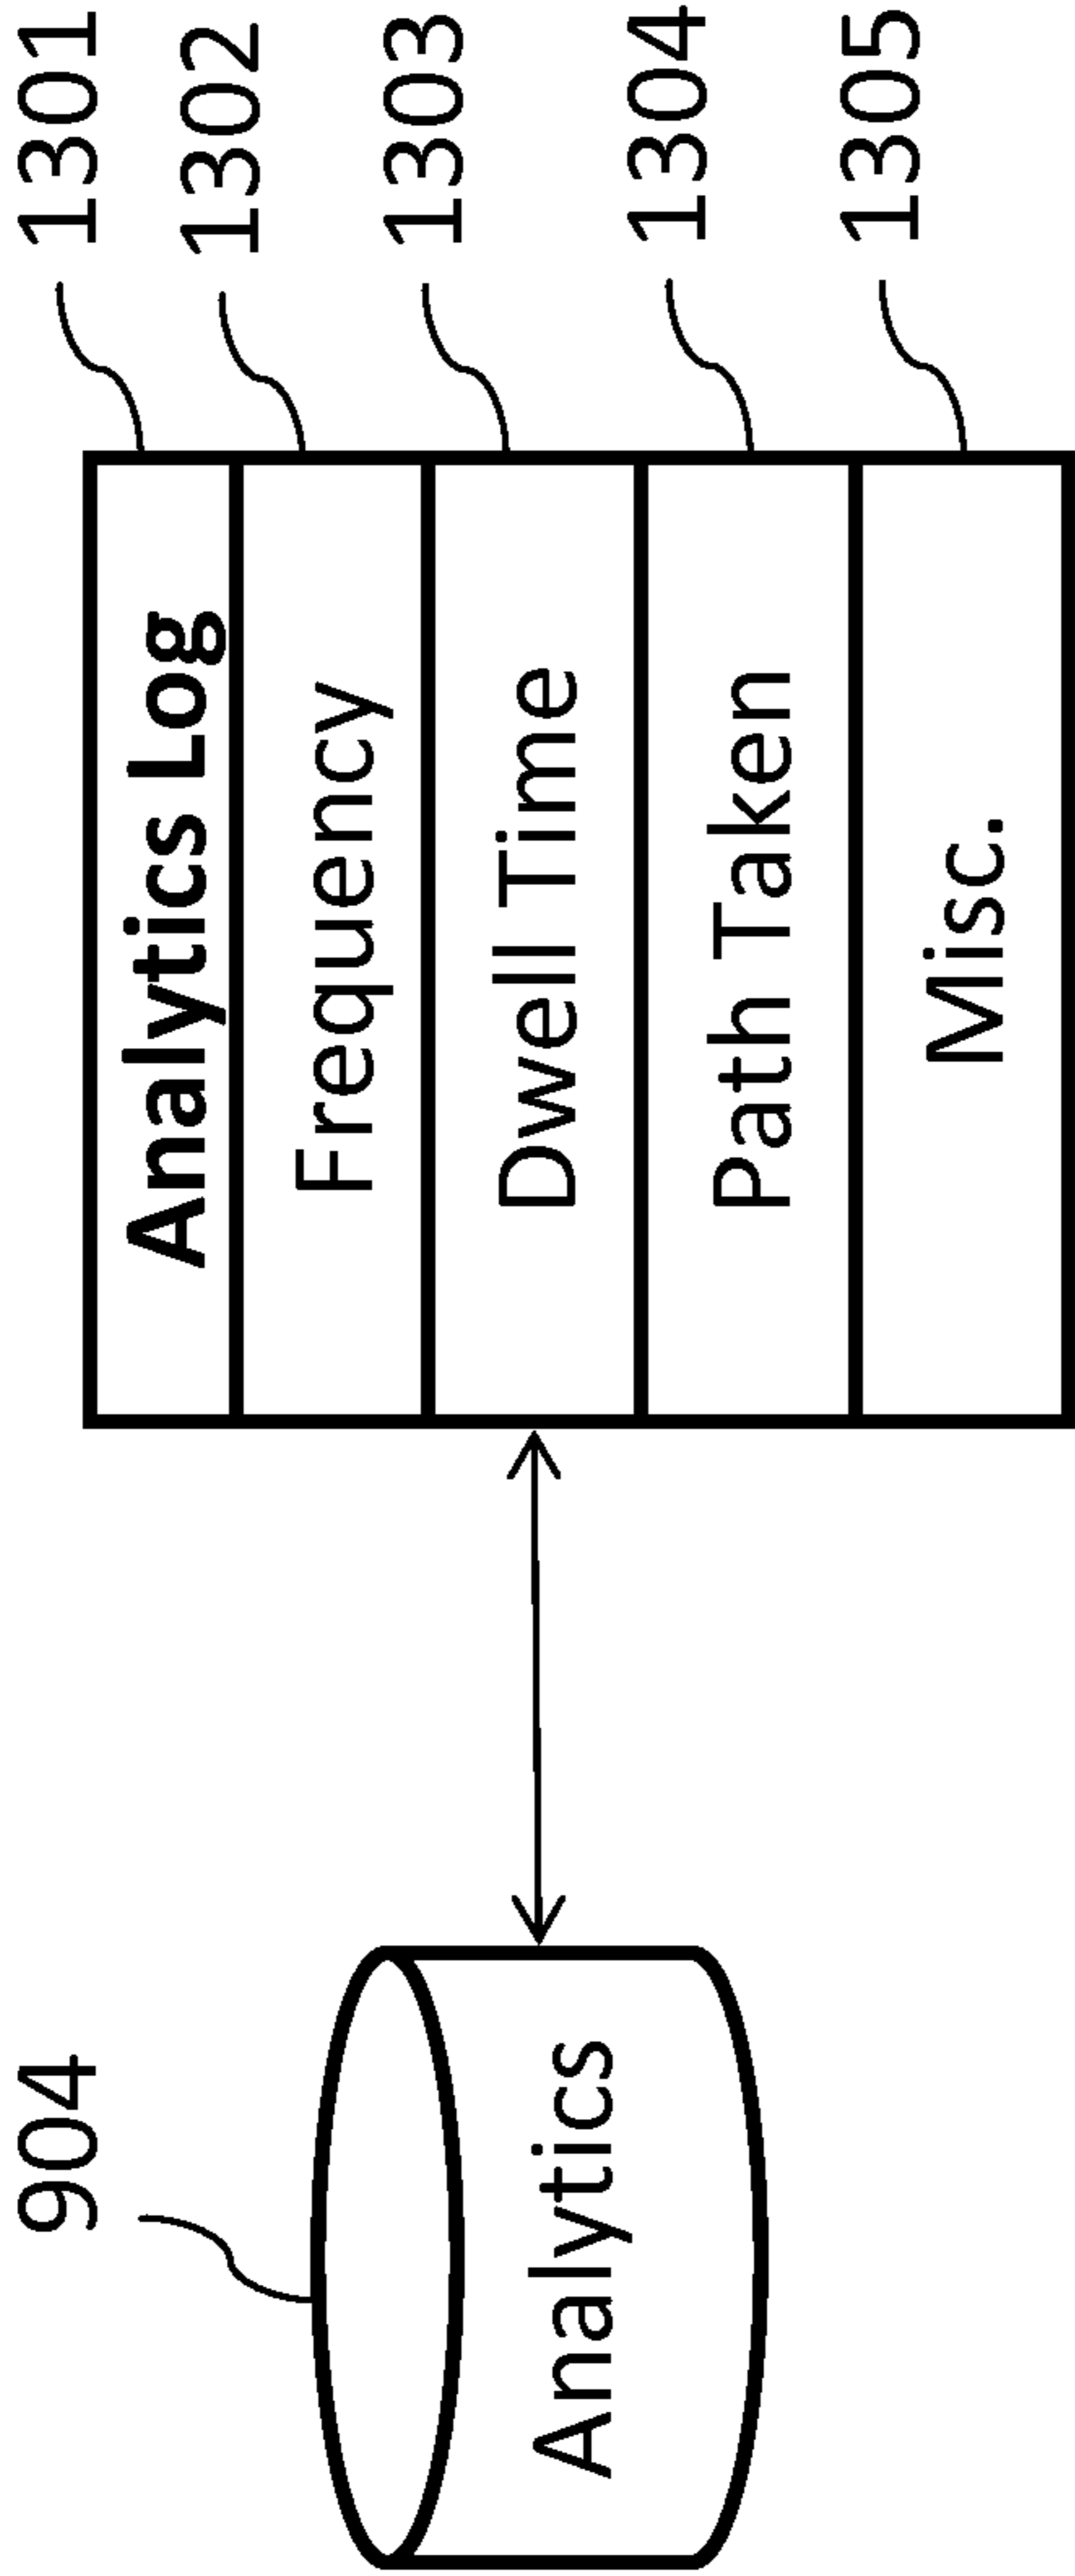 904
Analytics
Analytics Log
1301
Frequency
1302
Dwell Time
1303
Path Taken
1304
Misc.
1305